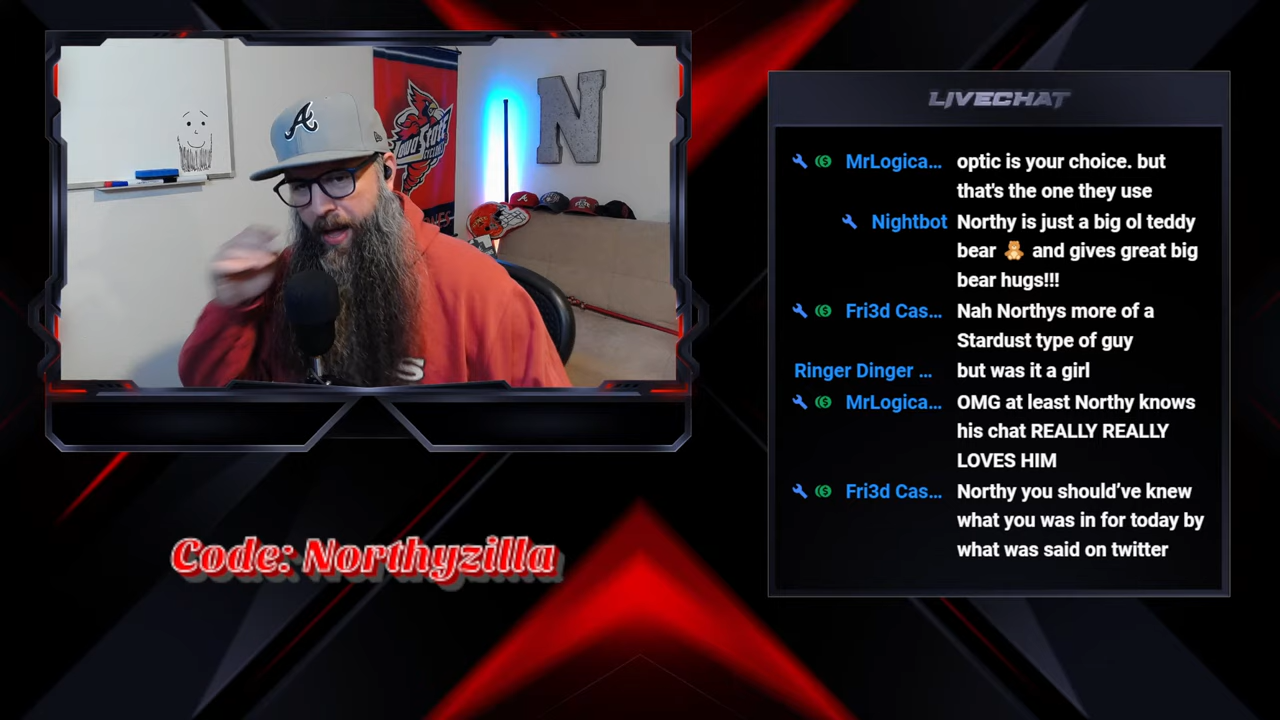 A
Iowa State
CYCLONES
N
LIVECHAT
MrLogica... optic is your choice. but
that's the one they use
Nightbot Northy is just a big ol teddy
bear 🧸 and gives great big
bear hugs!!!
Fri3d Cas... Nah Northys more of a
Stardust type of guy
Ringer Dinger ... but was it a girl
MrLogica... OMG at least Northy knows
his chat REALLY REALLY
LOVES HIM
Fri3d Cas... Northy you should’ve knew
what you was in for today by
what was said on twitter
Code: Northyzilla